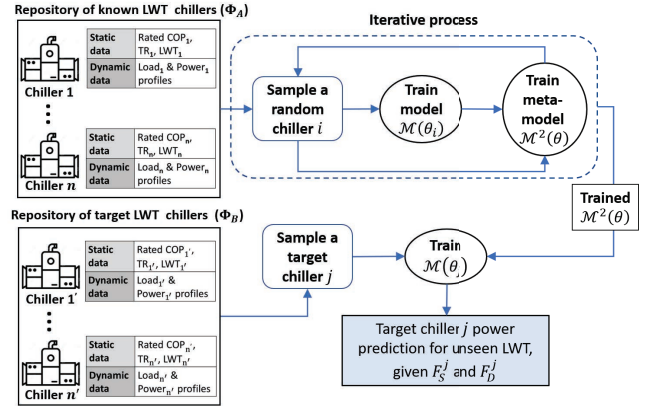 Repository of known LWT chillers (Φ_A)
Static data
Rated COP₁,
TR₁, LWT₁
Dynamic data
Load₁ & Power₁
profiles
Chiller 1
Static data
Rated COPₙ,
TRₙ, LWTₙ
Dynamic data
Loadₙ & Powerₙ
profiles
Chiller n
Iterative process
Sample a
random
chiller i
Train
model
ℳ(θᵢ)
Train
meta-
model
ℳ²(θ)
Trained
ℳ²(θ)
Repository of target LWT chillers (Φ_B)
Static data
Rated COP₁′,
TR₁′, LWT₁′
Dynamic data
Load₁′ &
Power₁′ profiles
Chiller 1′
Static data
Rated COPₙ′,
TRₙ′, LWTₙ′
Dynamic data
Loadₙ′ &
Powerₙ′ profiles
Chiller n′
Sample a
target
chiller j
Train
ℳ(θⱼ)
Target chiller j power
prediction for unseen LWT,
given F_S^j and F_D^j